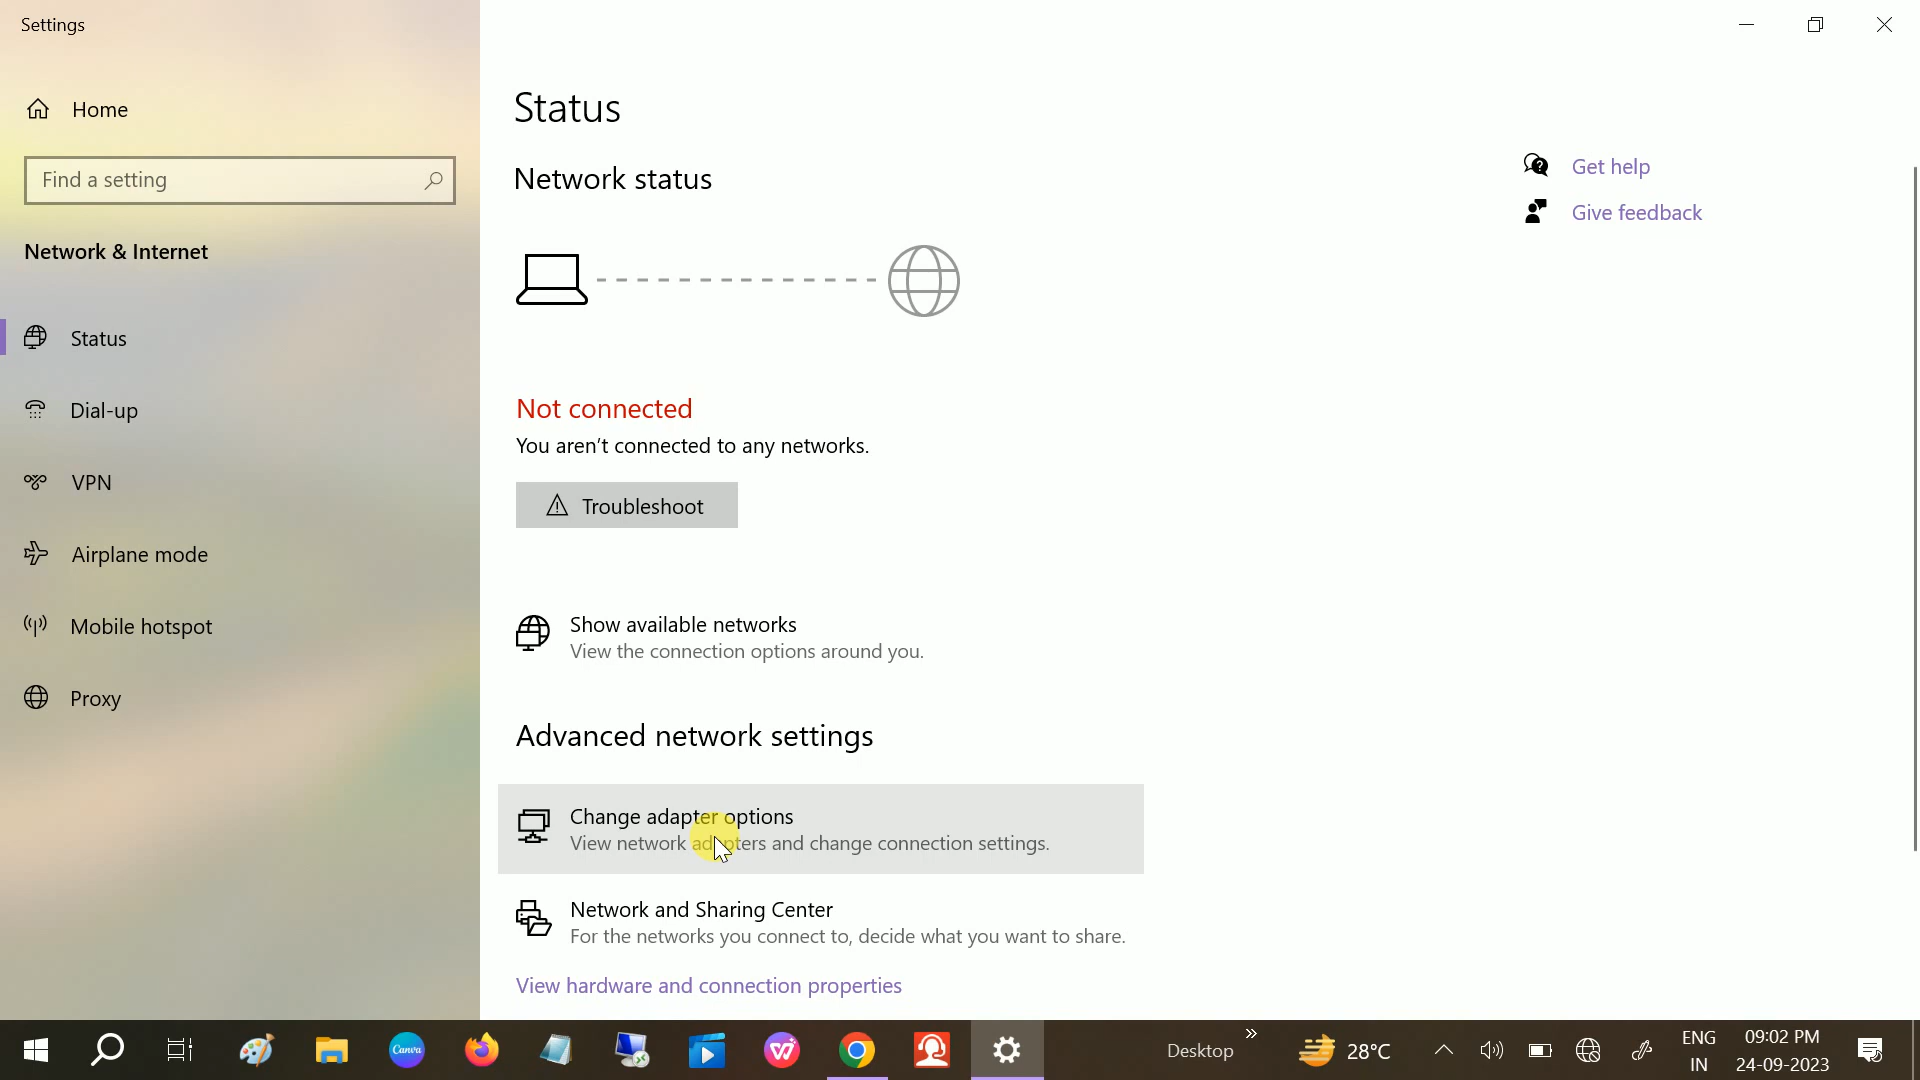 Settings
Home
Find a setting
Network & Internet
Status
Dial-up
VPN
Airplane mode
Mobile hotspot
Proxy
Status
Network status
Not connected
You aren't connected to any networks.
Troubleshoot
Show available networks
View the connection options around you.
Advanced network settings
Change adapter options
View network adapters and change connection settings.
Network and Sharing Center
For the networks you connect to, decide what you want to share.
View hardware and connection properties
Get help
Give feedback
Canva
Desktop
28°C
ENG
IN
09:02 PM
24-09-2023